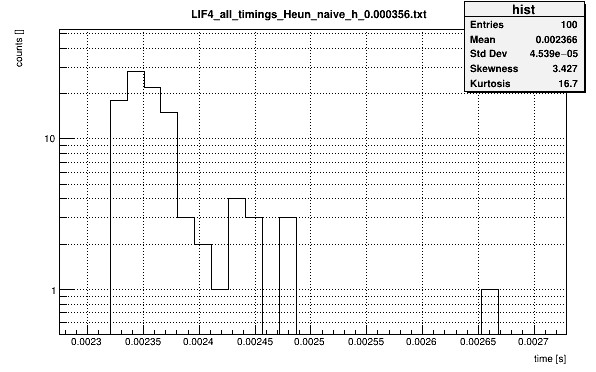 LIF4_all_timings_Heun_naive_h_0.000356.txt
hist
Entries 100
Mean 0.002366
Std Dev 4.539e−05
Skewness 3.427
Kurtosis 16.7
counts []
10
1
0.0023 0.00235 0.0024 0.00245 0.0025 0.00255 0.0026 0.00265 0.0027
time [s]